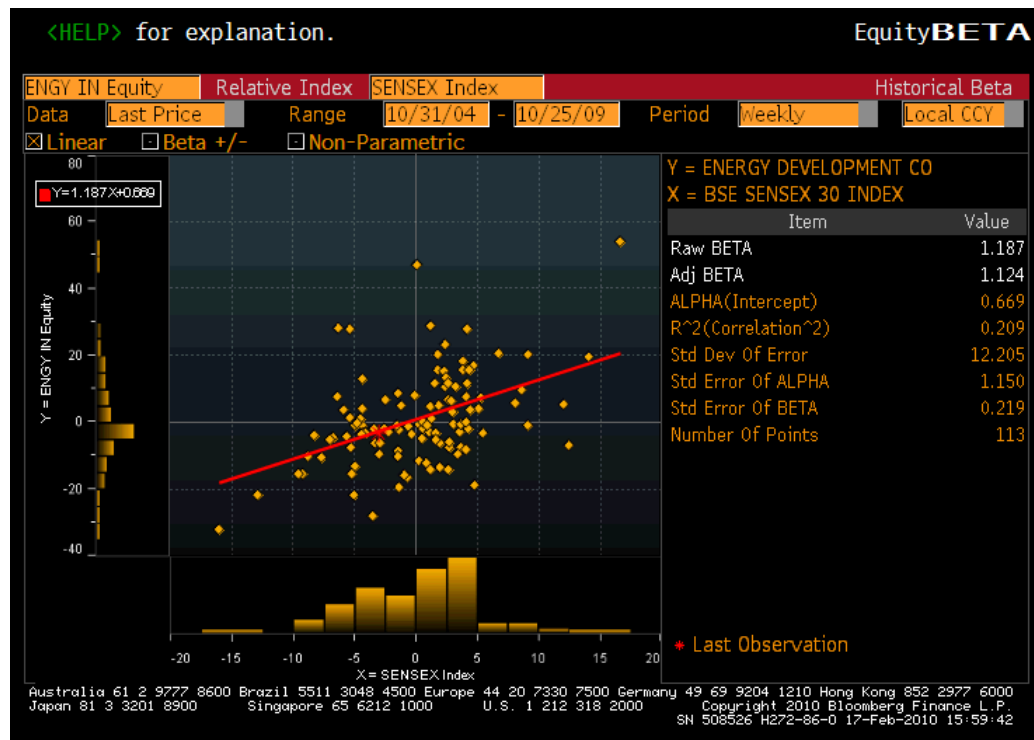 <HELP> for explanation.
EquityBETA
ENGY IN Equity Relative Index SENSEX Index Historical Beta
Data Last Price Range 10/31/04 - 10/25/09 Period Weekly Local CCY
Linear Beta +/- Non-Parametric
Y=1.187X+0.669
80
60
40
20
0
-20
-40
Y = ENGY IN Equity
-20 -15 -10 -5 0 5 10 15 20
X = SENSEX Index
Y = ENERGY DEVELOPMENT CO
X = BSE SENSEX 30 INDEX
Item Value
Raw BETA 1.187
Adj BETA 1.124
ALPHA(Intercept) 0.669
R^2(Correlation^2) 0.209
Std Dev Of Error 12.205
Std Error Of ALPHA 1.150
Std Error Of BETA 0.219
Number Of Points 113
* Last Observation
Australia 61 2 9777 8600 Brazil 5511 3048 4500 Europe 44 20 7330 7500 Germany 49 69 9204 1210 Hong Kong 852 2977 6000
Japan 81 3 3201 8900 Singapore 65 6212 1000 U.S. 1 212 318 2000 Copyright 2010 Bloomberg Finance L.P.
SN 508526 H272-86-0 17-Feb-2010 15:59:42